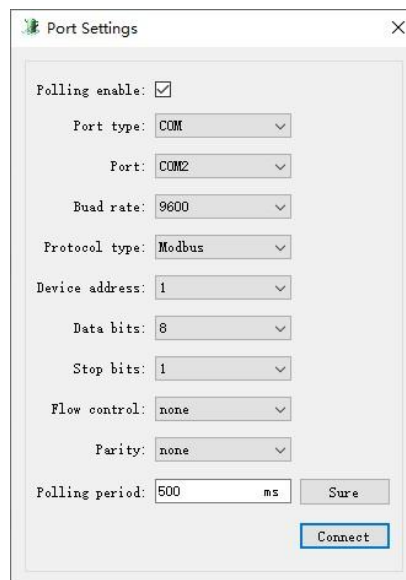 Port Settings
Polling enable:
Port type: COM
Port: COM2
Buad rate: 9600
Protocol type: Modbus
Device address: 1
Data bits: 8
Stop bits: 1
Flow control: none
Parity: none
Polling period: 500 ms Sure
Connect